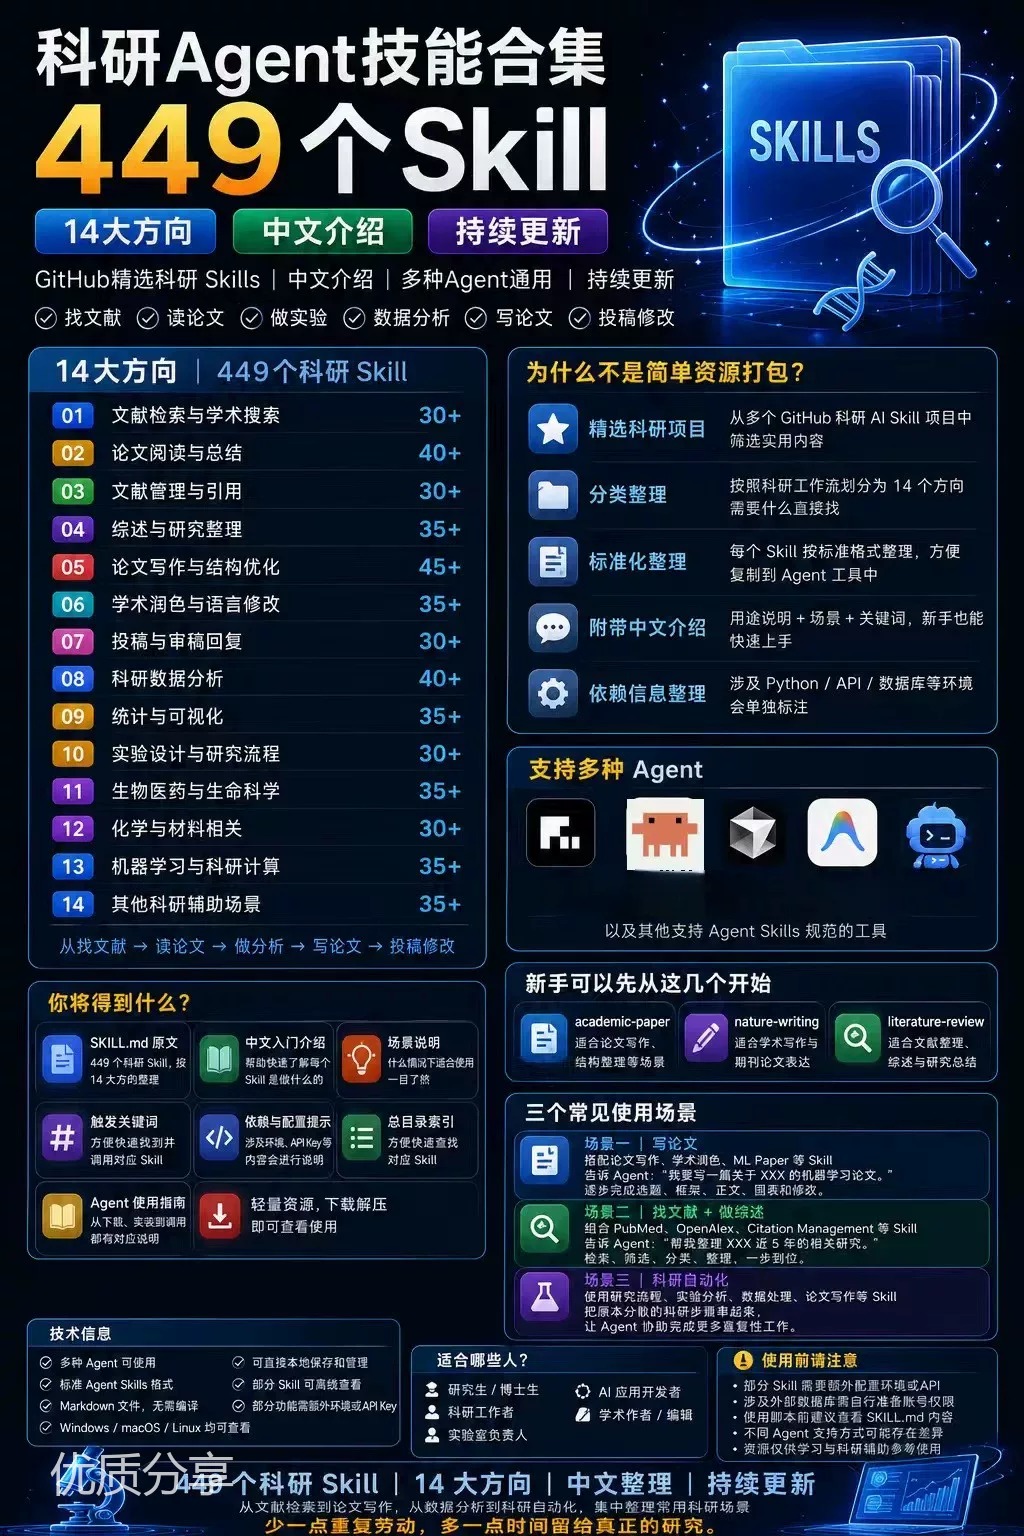 科研Agent技能合集
449个Skill
14大方向 中文介绍 持续更新
GitHub精选科研 Skills | 中文介绍 | 多种Agent通用 | 持续更新
找文献 读论文 做实验 数据分析 写论文 投稿修改
SKILLS
14大方向 | 449个科研 Skill
01 文献检索与学术搜索 30+
02 论文阅读与总结 40+
03 文献管理与引用 30+
04 综述与研究整理 35+
05 论文写作与结构优化 45+
06 学术润色与语言修改 35+
07 投稿与审稿回复 30+
08 科研数据分析 40+
09 统计与可视化 35+
10 实验设计与研究流程 30+
11 生物医药与生命科学 35+
12 化学与材料相关 30+
13 机器学习与科研计算 35+
14 其他科研辅助场景 35+
从找文献 → 读论文 → 做分析 → 写论文 → 投稿修改
为什么不是简单资源打包?
精选科研项目
从多个 GitHub 科研 AI Skill 项目中
筛选实用内容
分类整理
按照科研工作流划分为 14 个方向
需要什么直接找
标准化整理
每个 Skill 按标准格式整理，方便
复制到 Agent 工具中
附带中文介绍
用途说明 + 场景 + 关键词，新手也能
快速上手
依赖信息整理
涉及 Python / API / 数据库等环境
会单独标注
支持多种 Agent
以及其他支持 Agent Skills 规范的工具
你将得到什么?
SKILL.md 原文
449 个科研 Skill，按
14 大方向整理
中文入门介绍
帮助快速了解每个
Skill 是做什么的
场景说明
什么情况下适合使用
一目了然
触发关键词
方便快速找到并
调用对应 Skill
依赖与配置提示
涉及环境、API Key等
内容会进行说明
总目录索引
方便快速查找
对应 Skill
Agent 使用指南
从下载、安装到调用
都有对应说明
轻量资源，下载解压
即可查看使用
新手可以先从这几个开始
academic-paper
适合论文写作、
结构整理等场景
nature-writing
适合学术写作与
期刊论文表达
literature-review
适合文献整理、
综述与研究总结
三个常见使用场景
场景一 | 写论文
搭配论文写作、学术润色、ML Paper 等 Skill
告诉 Agent：“我要写一篇关于 XXX 的机器学习论文。”
逐步完成选题、框架、正文、图表和修改。
场景二 | 找文献 + 做综述
组合 PubMed、OpenAlex、Citation Management 等 Skill
告诉 Agent：“帮我整理 XXX 近 5 年的相关研究。”
检索、筛选、分类、整理，一步到位。
场景三 | 科研自动化
使用研究流程、实验分析、数据处理、论文写作等 Skill
把原本分散的科研步骤串起来，
让 Agent 协助完成更多重复性工作。
技术信息
多种 Agent 可使用
标准 Agent Skills 格式
Markdown 文件，无需编译
Windows / macOS / Linux 均可查看
可直接本地保存和管理
部分 Skill 可离线查看
部分功能需额外环境或API Key
适合哪些人?
研究生 / 博士生
科研工作者
实验室负责人
AI 应用开发者
学术作者 / 编辑
使用前请注意
• 部分 Skill 需要额外配置环境或API
• 涉及外部数据库需自行准备账号权限
• 使用脚本前建议查看 SKILL.md 内容
• 不同 Agent 支持方式可能存在差异
• 资源仅供学习与科研辅助参考使用
优质分享
449 个科研 Skill | 14 大方向 | 中文整理 | 持续更新
从文献检索到论文写作，从数据分析到科研自动化，集中整理常用科研场景
少一点重复劳动，多一点时间留给真正的研究。